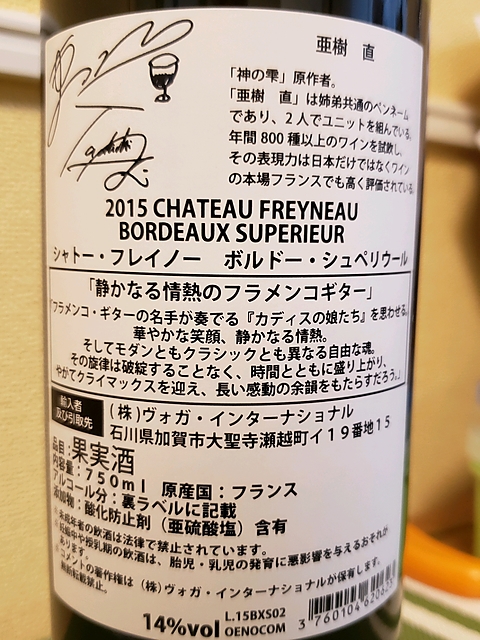 亜樹　直
「神の雫」原作者。
「亜樹　直」は姉弟共通のペンネーム
であり、2人でユニットを組んでいる。
年間800種以上のワインを試飲し、
その表現力は日本だけではなくワイン
の本場フランスでも高く評価されている。
2015 CHATEAU FREYNEAU
BORDEAUX SUPERIEUR
シャトー・フレイノー　ボルドー・シュペリウール
「静かなる情熱のフラメンコギター」
フラメンコ・ギターの名手が奏でる『カディスの娘たち』を思わせる。
華やかな笑顔、静かなる情熱。
そしてモダンともクラシックとも異なる自由な魂。
その旋律は破綻することなく、時間とともに盛り上がり、
やがてクライマックスを迎え、長い感動の余韻をもたらすだろう。
輸入者
及び引取先
(株)ヴォガ・インターナショナル
石川県加賀市大聖寺瀬越町イ19番地15
品目:果実酒
内容量:750ml　原産国:フランス
アルコール分:裏ラベルに記載
添加物:酸化防止剤（亜硫酸塩）含有
※未成年者の飲酒は法律で禁止されています。
※妊娠中や授乳期の飲酒は、胎児・乳児の発育に悪影響を与えるおそれが
あります。
※コメントの著作権は(株)ヴォガ・インターナショナルが保有します。
無断転載禁止。
14%vol
L.15BXS02
OENOCOM
3 760104 62062